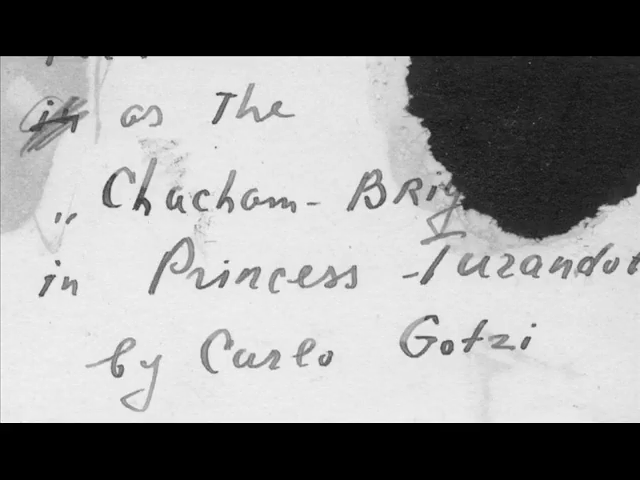 as The
„ Chacham - BRig
in Princess Turandot
by Carlo Gotzi